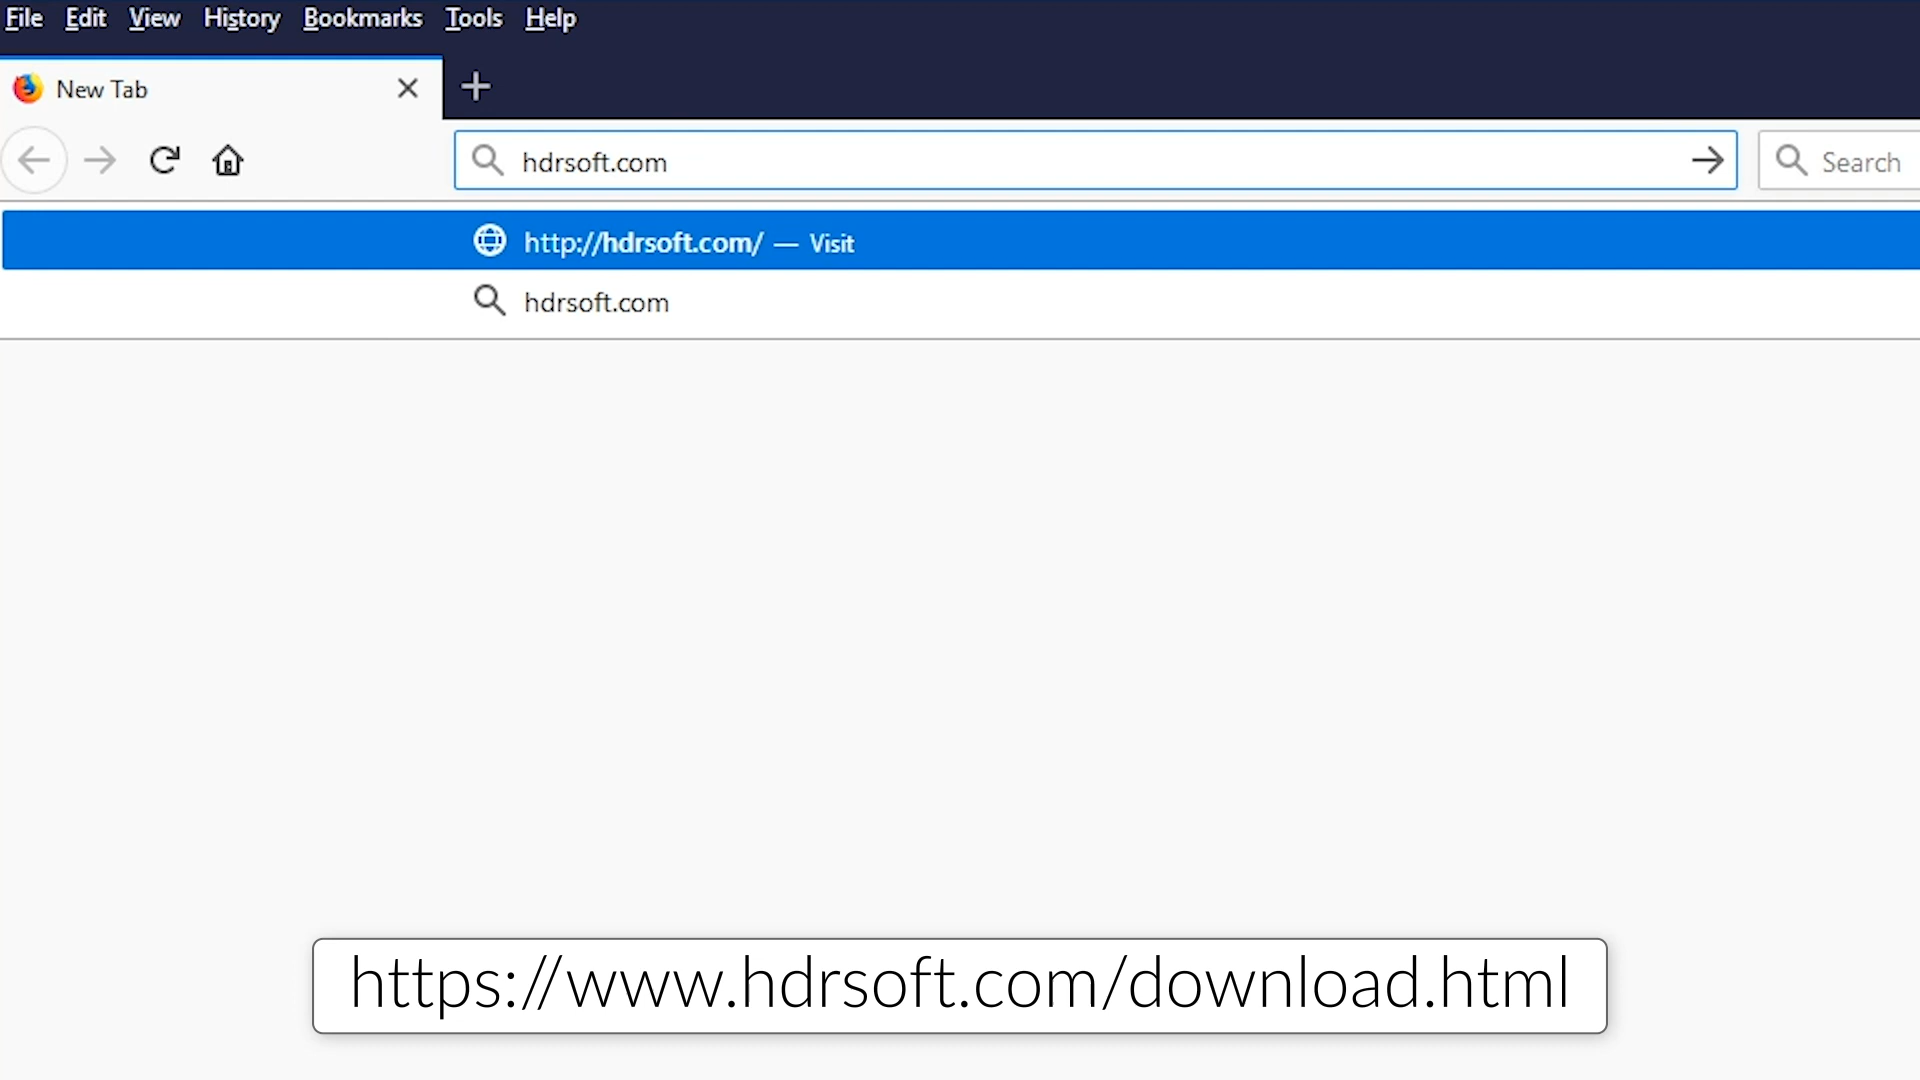 File Edit View History Bookmarks Tools Help
New Tab
hdrsoft.com
Search
http://hdrsoft.com/ — Visit
hdrsoft.com
https://www.hdrsoft.com/download.html